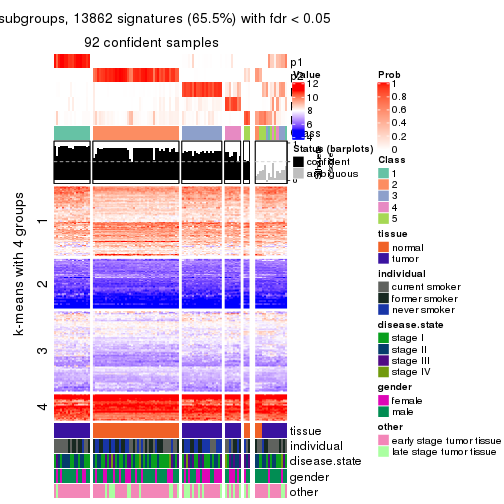 subgroups, 13862 signatures (65.5%) with fdr < 0.05
92 confident samples
p1
p2
Value
12
10
8
6
4
Prob
1
0.8
0.6
0.4
0.2
0
Class
Status (barplots)
confident
ambiguous
Class
1
2
3
4
5
tissue
normal
tumor
individual
current smoker
former smoker
never smoker
disease.state
stage I
stage II
stage III
stage IV
gender
female
male
other
early stage tumor tissue
late stage tumor tissue
k-means with 4 groups
1
2
3
4
tissue
individual
disease.state
gender
other